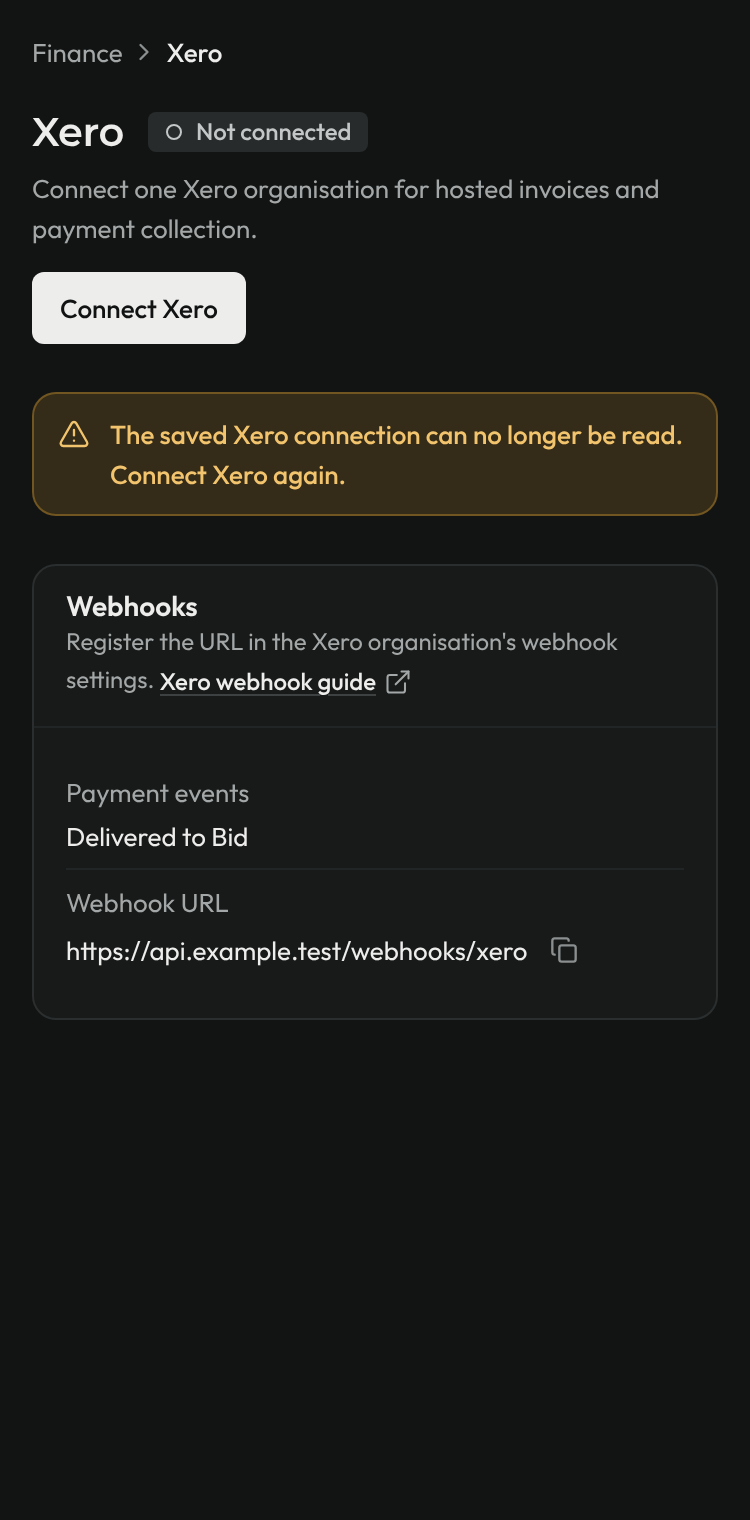 Finance > Xero
Xero
Not connected
Connect one Xero organisation for hosted invoices and
payment collection.
Connect Xero
The saved Xero connection can no longer be read.
Connect Xero again.
Webhooks
Register the URL in the Xero organisation's webhook
settings. Xero webhook guide
Payment events
Delivered to Bid
Webhook URL
https://api.example.test/webhooks/xero